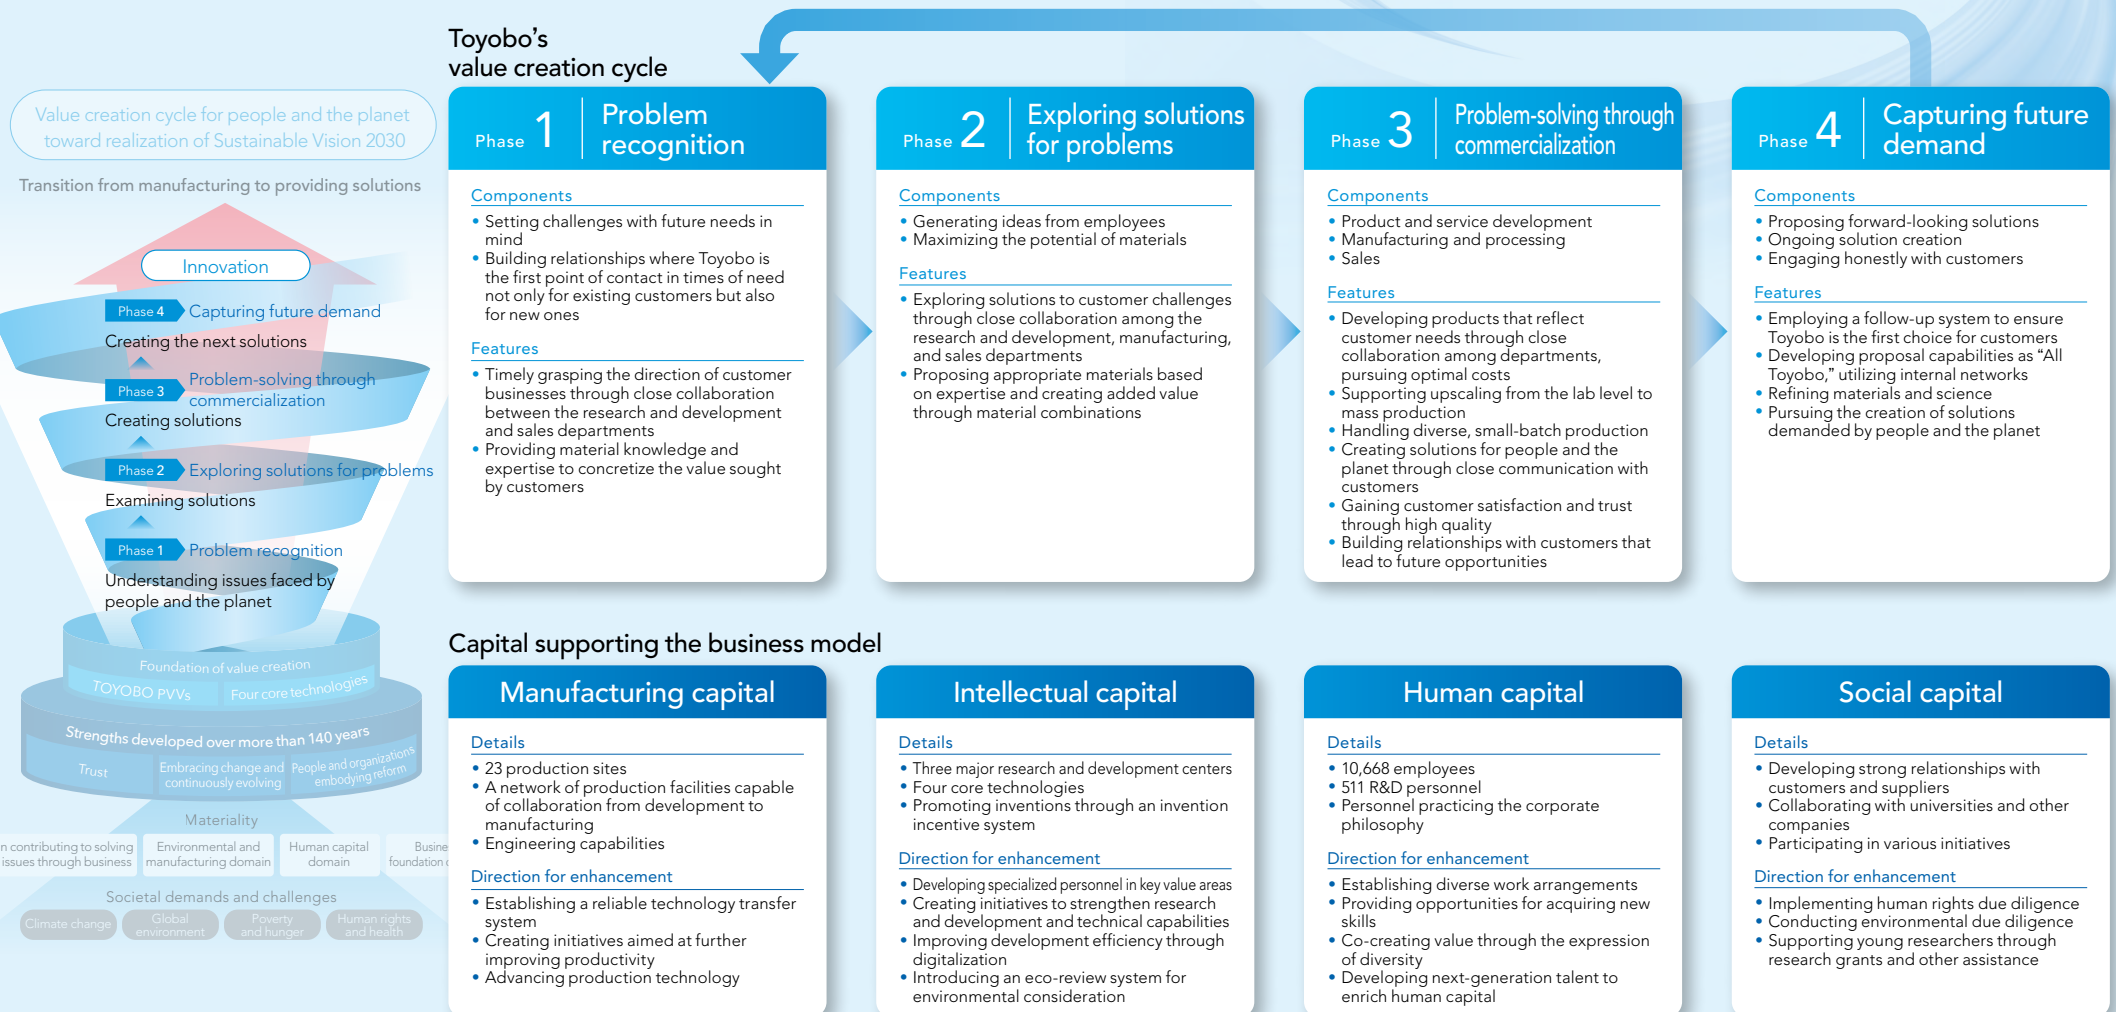 Value creation cycle for people and the planet
toward realization of Sustainable Vision 2030
Transition from manufacturing to providing solutions
Innovation
Phase 4 Capturing future demand
Creating the next solutions
Phase 3 Problem-solving through
commercialization
Creating solutions
Phase 2 Exploring solutions for problems
Examining solutions
Phase 1 Problem recognition
Understanding issues faced by
people and the planet
Foundation of value creation
TOYOBO PVVs
Four core technologies
Strengths developed over more than 140 years
Trust
Embracing change and
continuously evolving
People and organizations
embodying reform
Materiality
n contributing to solving
issues through business
Environmental and
manufacturing domain
Human capital
domain
Busine
foundation
Societal demands and challenges
Climate change
Global
environment
Poverty
and hunger
Human rights
and health
Toyobo's
value creation cycle
Phase 1 Problem
recognition
Components
• Setting challenges with future needs in
mind
• Building relationships where Toyobo is
the first point of contact in times of need
not only for existing customers but also
for new ones
Features
• Timely grasping the direction of customer
businesses through close collaboration
between the research and development
and sales departments
• Providing material knowledge and
expertise to concretize the value sought
by customers
Phase 2 Exploring solutions
for problems
Components
• Generating ideas from employees
• Maximizing the potential of materials
Features
• Exploring solutions to customer challenges
through close collaboration among the
research and development, manufacturing,
and sales departments
• Proposing appropriate materials based
on expertise and creating added value
through material combinations
Phase 3 Problem-solving through
commercialization
Components
• Product and service development
• Manufacturing and processing
• Sales
Features
• Developing products that reflect
customer needs through close
collaboration among departments,
pursuing optimal costs
• Supporting upscaling from the lab level to
mass production
• Handling diverse, small-batch production
• Creating solutions for people and the
planet through close communication with
customers
• Gaining customer satisfaction and trust
through high quality
• Building relationships with customers that
lead to future opportunities
Phase 4 Capturing future
demand
Components
• Proposing forward-looking solutions
• Ongoing solution creation
• Engaging honestly with customers
Features
• Employing a follow-up system to ensure
Toyobo is the first choice for customers
• Developing proposal capabilities as “All
Toyobo,” utilizing internal networks
• Refining materials and science
• Pursuing the creation of solutions
demanded by people and the planet
Capital supporting the business model
Manufacturing capital
Details
• 23 production sites
• A network of production facilities capable
of collaboration from development to
manufacturing
• Engineering capabilities
Direction for enhancement
• Establishing a reliable technology transfer
system
• Creating initiatives aimed at further
improving productivity
• Advancing production technology
Intellectual capital
Details
• Three major research and development centers
• Four core technologies
• Promoting inventions through an invention
incentive system
Direction for enhancement
• Developing specialized personnel in key value areas
• Creating initiatives to strengthen research
and development and technical capabilities
• Improving development efficiency through
digitalization
• Introducing an eco-review system for
environmental consideration
Human capital
Details
• 10,668 employees
• 511 R&D personnel
• Personnel practicing the corporate
philosophy
Direction for enhancement
• Establishing diverse work arrangements
• Providing opportunities for acquiring new
skills
• Co-creating value through the expression
of diversity
• Developing next-generation talent to
enrich human capital
Social capital
Details
• Developing strong relationships with
customers and suppliers
• Collaborating with universities and other
companies
• Participating in various initiatives
Direction for enhancement
• Implementing human rights due diligence
• Conducting environmental due diligence
• Supporting young researchers through
research grants and other assistance